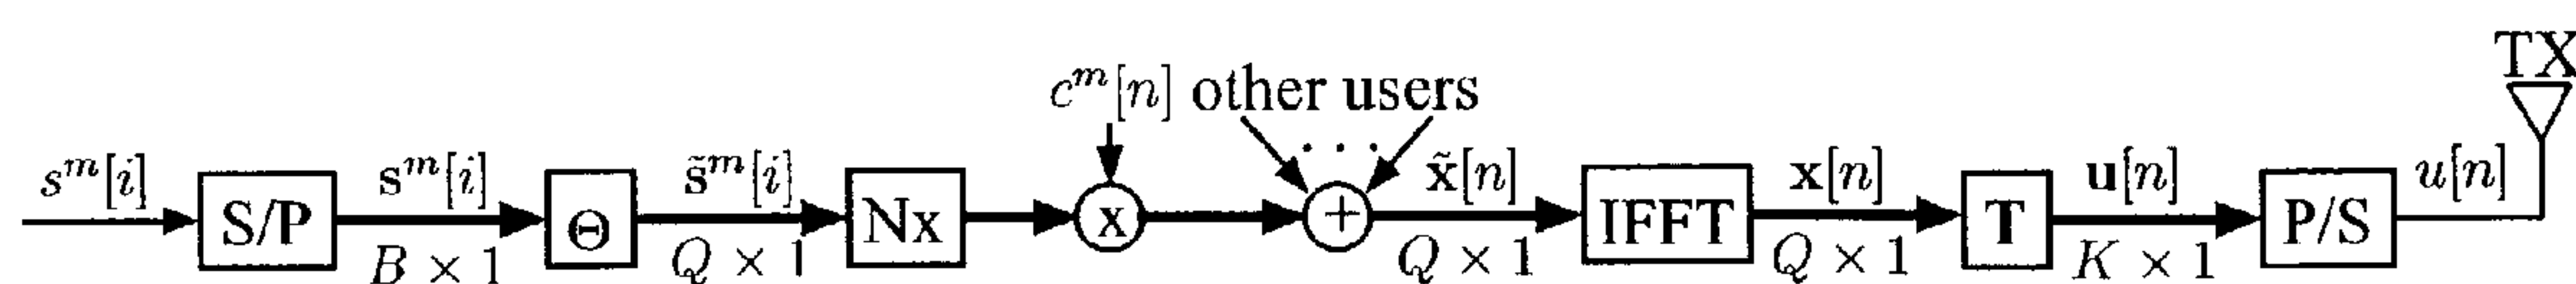 TX
c^m[n] other users
s^m[i] 𝐬^m[i] 𝐬̃^m[i] · · · 𝐱̃[n] 𝐱[n] 𝐮[n] u[n]
S/P Θ Nx x + IFFT T P/S
B × 1 Q × 1 Q × 1 Q × 1 K × 1